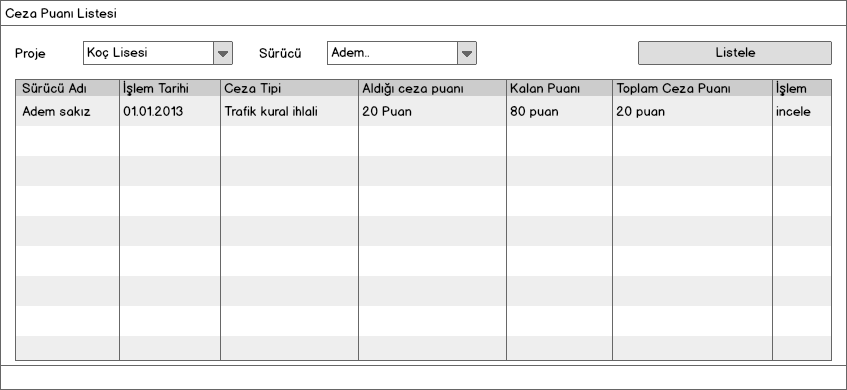 Ceza Puanı Listesi
Proje Koç Lisesi Sürücü Adem.. Listele
Sürücü Adı İşlem Tarihi Ceza Tipi Aldığı ceza puanı Kalan Puanı Toplam Ceza Puanı İşlem
Adem sakız 01.01.2013 Trafik kural ihlali 20 Puan 80 puan 20 puan incele